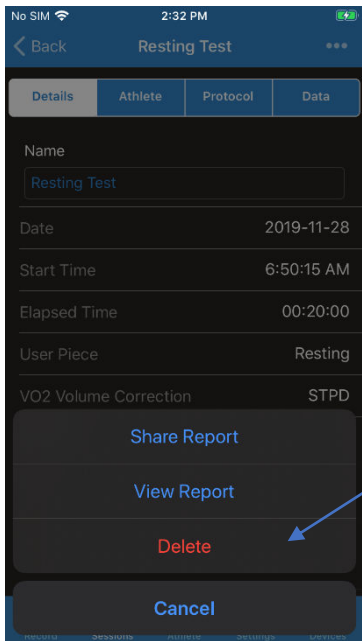 No SIM 2:32 PM
Back Resting Test
Details Athlete Protocol Data
Name
Resting Test
Date 2019-11-28
Start Time 6:50:15 AM
Elapsed Time 00:20:00
User Piece Resting
VO2 Volume Correction STPD
Share Report
View Report
Delete
Cancel
Record Sessions Athlete Settings Devices